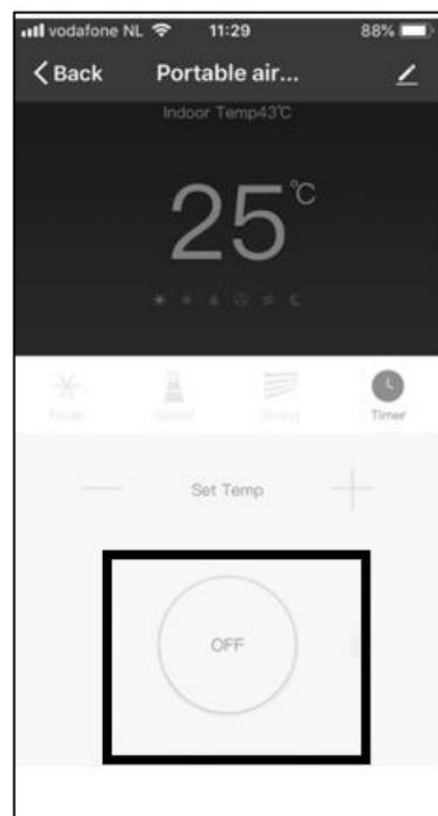 vodafone NL 11:29 88%
Back Portable air...
Indoor Temp43℃
25℃
Mode Speed Swing Timer
Set Temp
OFF